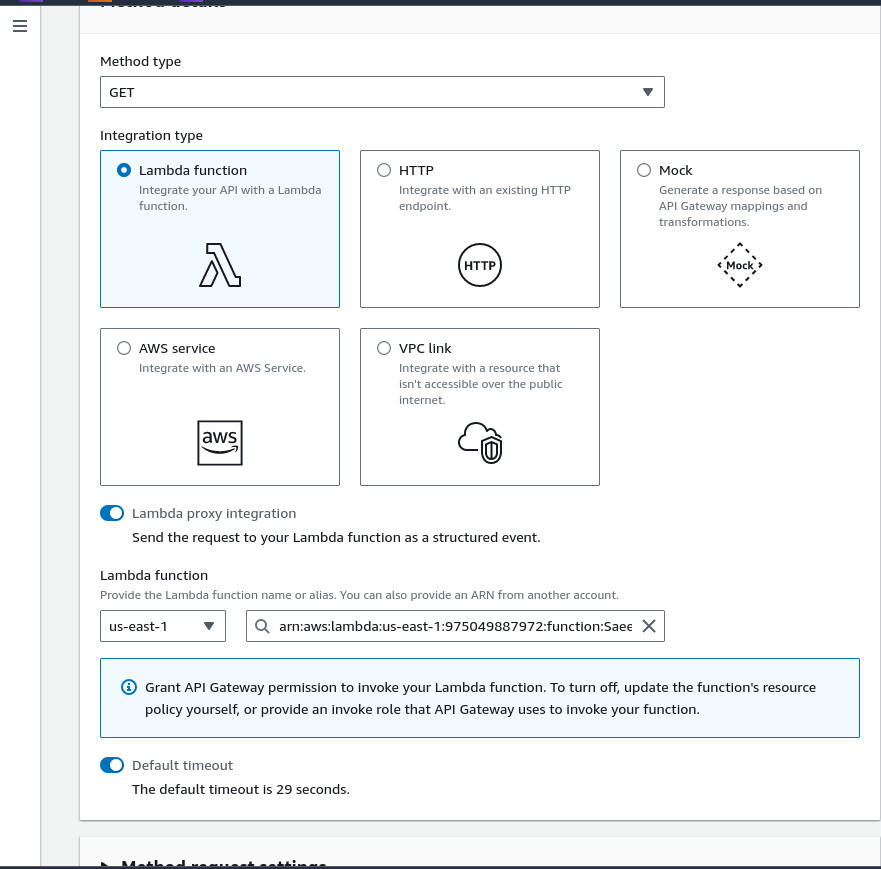 Method details
Method type
GET
Integration type
Lambda function
Integrate your API with a Lambda
function.
HTTP
Integrate with an existing HTTP
endpoint.
HTTP
Mock
Generate a response based on
API Gateway mappings and
transformations.
Mock
AWS service
Integrate with an AWS Service.
aws
VPC link
Integrate with a resource that
isn't accessible over the public
internet.
Lambda proxy integration
Send the request to your Lambda function as a structured event.
Lambda function
Provide the Lambda function name or alias. You can also provide an ARN from another account.
us-east-1
arn:aws:lambda:us-east-1:975049887972:function:Saee
Grant API Gateway permission to invoke your Lambda function. To turn off, update the function's resource
policy yourself, or provide an invoke role that API Gateway uses to invoke your function.
Default timeout
The default timeout is 29 seconds.
Method request settings